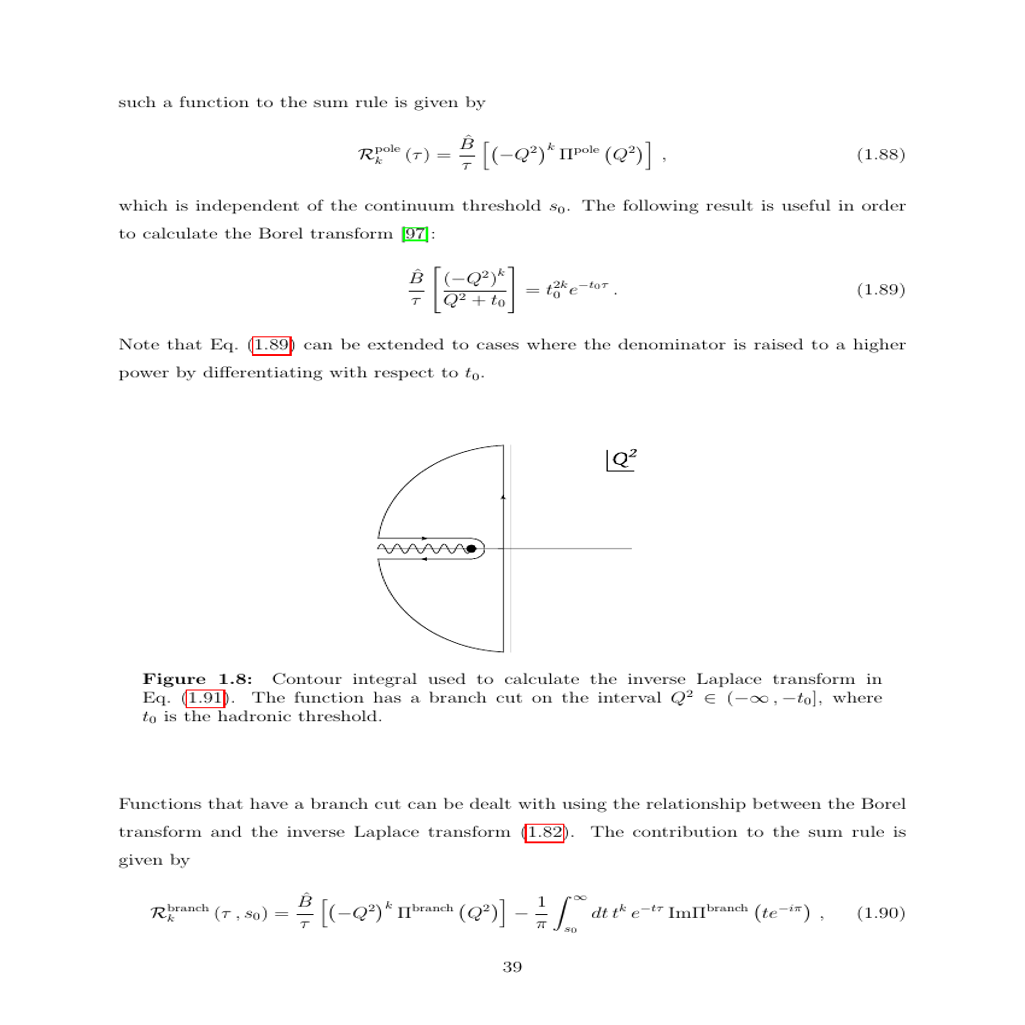 such a function to the sum rule is given by
$\mathcal{R}_k^{\text{pole}}(\tau) = \frac{\hat{B}}{\tau}\left[\left(-Q^2\right)^k \Pi^{\text{pole}}\left(Q^2\right)\right]\,,$ (1.88)
which is independent of the continuum threshold $s_0$. The following result is useful in order
to calculate the Borel transform [97]:
$\frac{\hat{B}}{\tau}\left[\frac{(-Q^2)^k}{Q^2+t_0}\right] = t_0^{2k} e^{-t_0\tau}\,.$ (1.89)
Note that Eq. (1.89) can be extended to cases where the denominator is raised to a higher
power by differentiating with respect to $t_0$.
$Q^2$
Figure 1.8: Contour integral used to calculate the inverse Laplace transform in
Eq. (1.91). The function has a branch cut on the interval $Q^2 \in (-\infty\,,-t_0]$, where
$t_0$ is the hadronic threshold.
Functions that have a branch cut can be dealt with using the relationship between the Borel
transform and the inverse Laplace transform (1.82). The contribution to the sum rule is
given by
$\mathcal{R}_k^{\text{branch}}(\tau\,,s_0) = \frac{\hat{B}}{\tau}\left[\left(-Q^2\right)^k \Pi^{\text{branch}}\left(Q^2\right)\right] - \frac{1}{\pi}\int_{s_0}^{\infty} dt\, t^k\, e^{-t\tau}\, \text{Im}\Pi^{\text{branch}}\left(te^{-i\pi}\right)\,,$ (1.90)
39